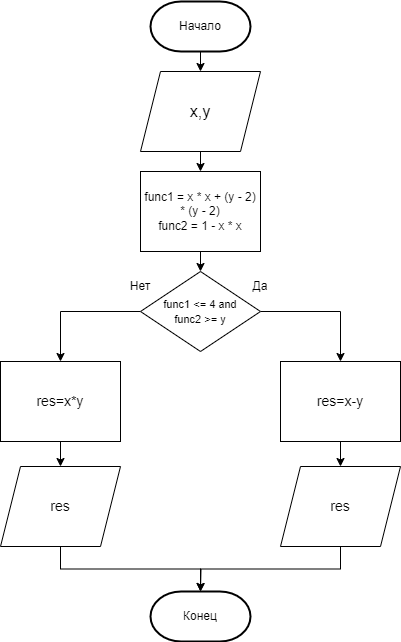 Начало
x,y
func1 = x * x + (y - 2)
* (y - 2)
func2 = 1 - x * x
Нет
Да
func1 <= 4 and
func2 >= y
res=x*y
res=x-y
res
res
Конец